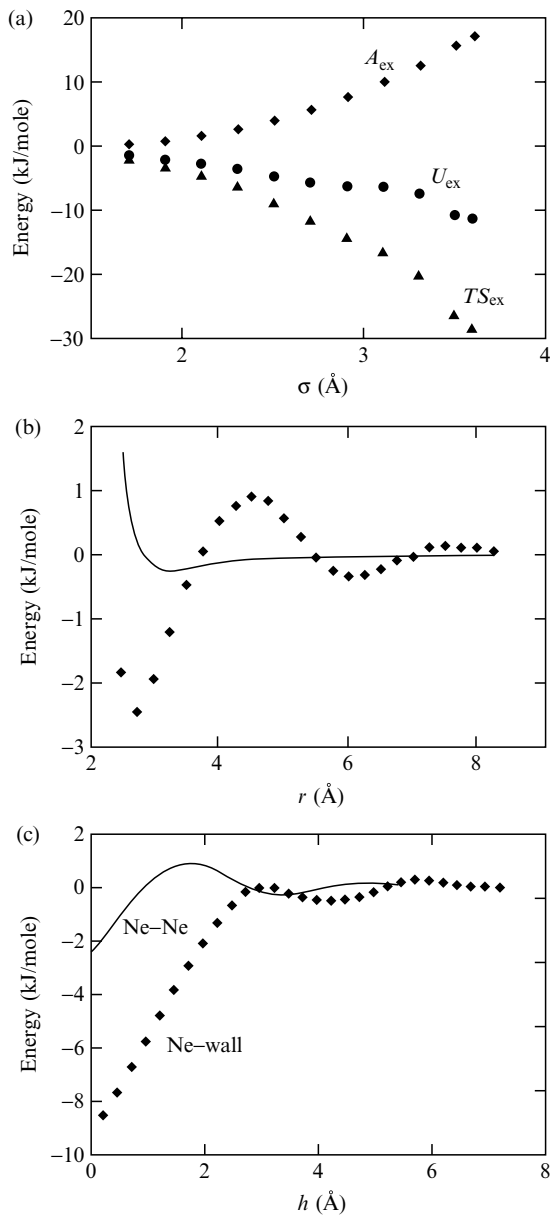 (a)
20
10
0
−10
−20
−30
Energy (kJ/mole)
A_ex
U_ex
TS_ex
2
3
4
σ (Å)
(b)
2
1
0
−1
−2
−3
Energy (kJ/mole)
2
4
6
8
r (Å)
(c)
2
0
−2
−4
−6
−8
−10
Energy (kJ/mole)
Ne–Ne
Ne–wall
0
2
4
6
8
h (Å)